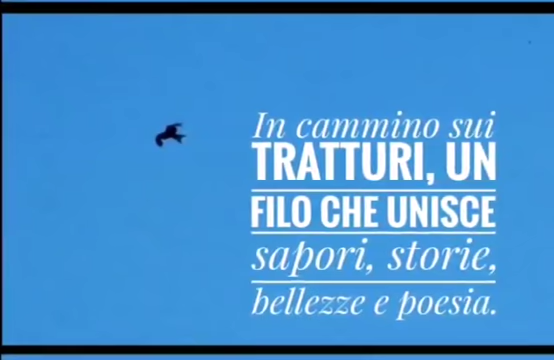 In cammino sui
TRATTURI, UN
FILO CHE UNISCE
sapori, storie,
bellezze e poesia.